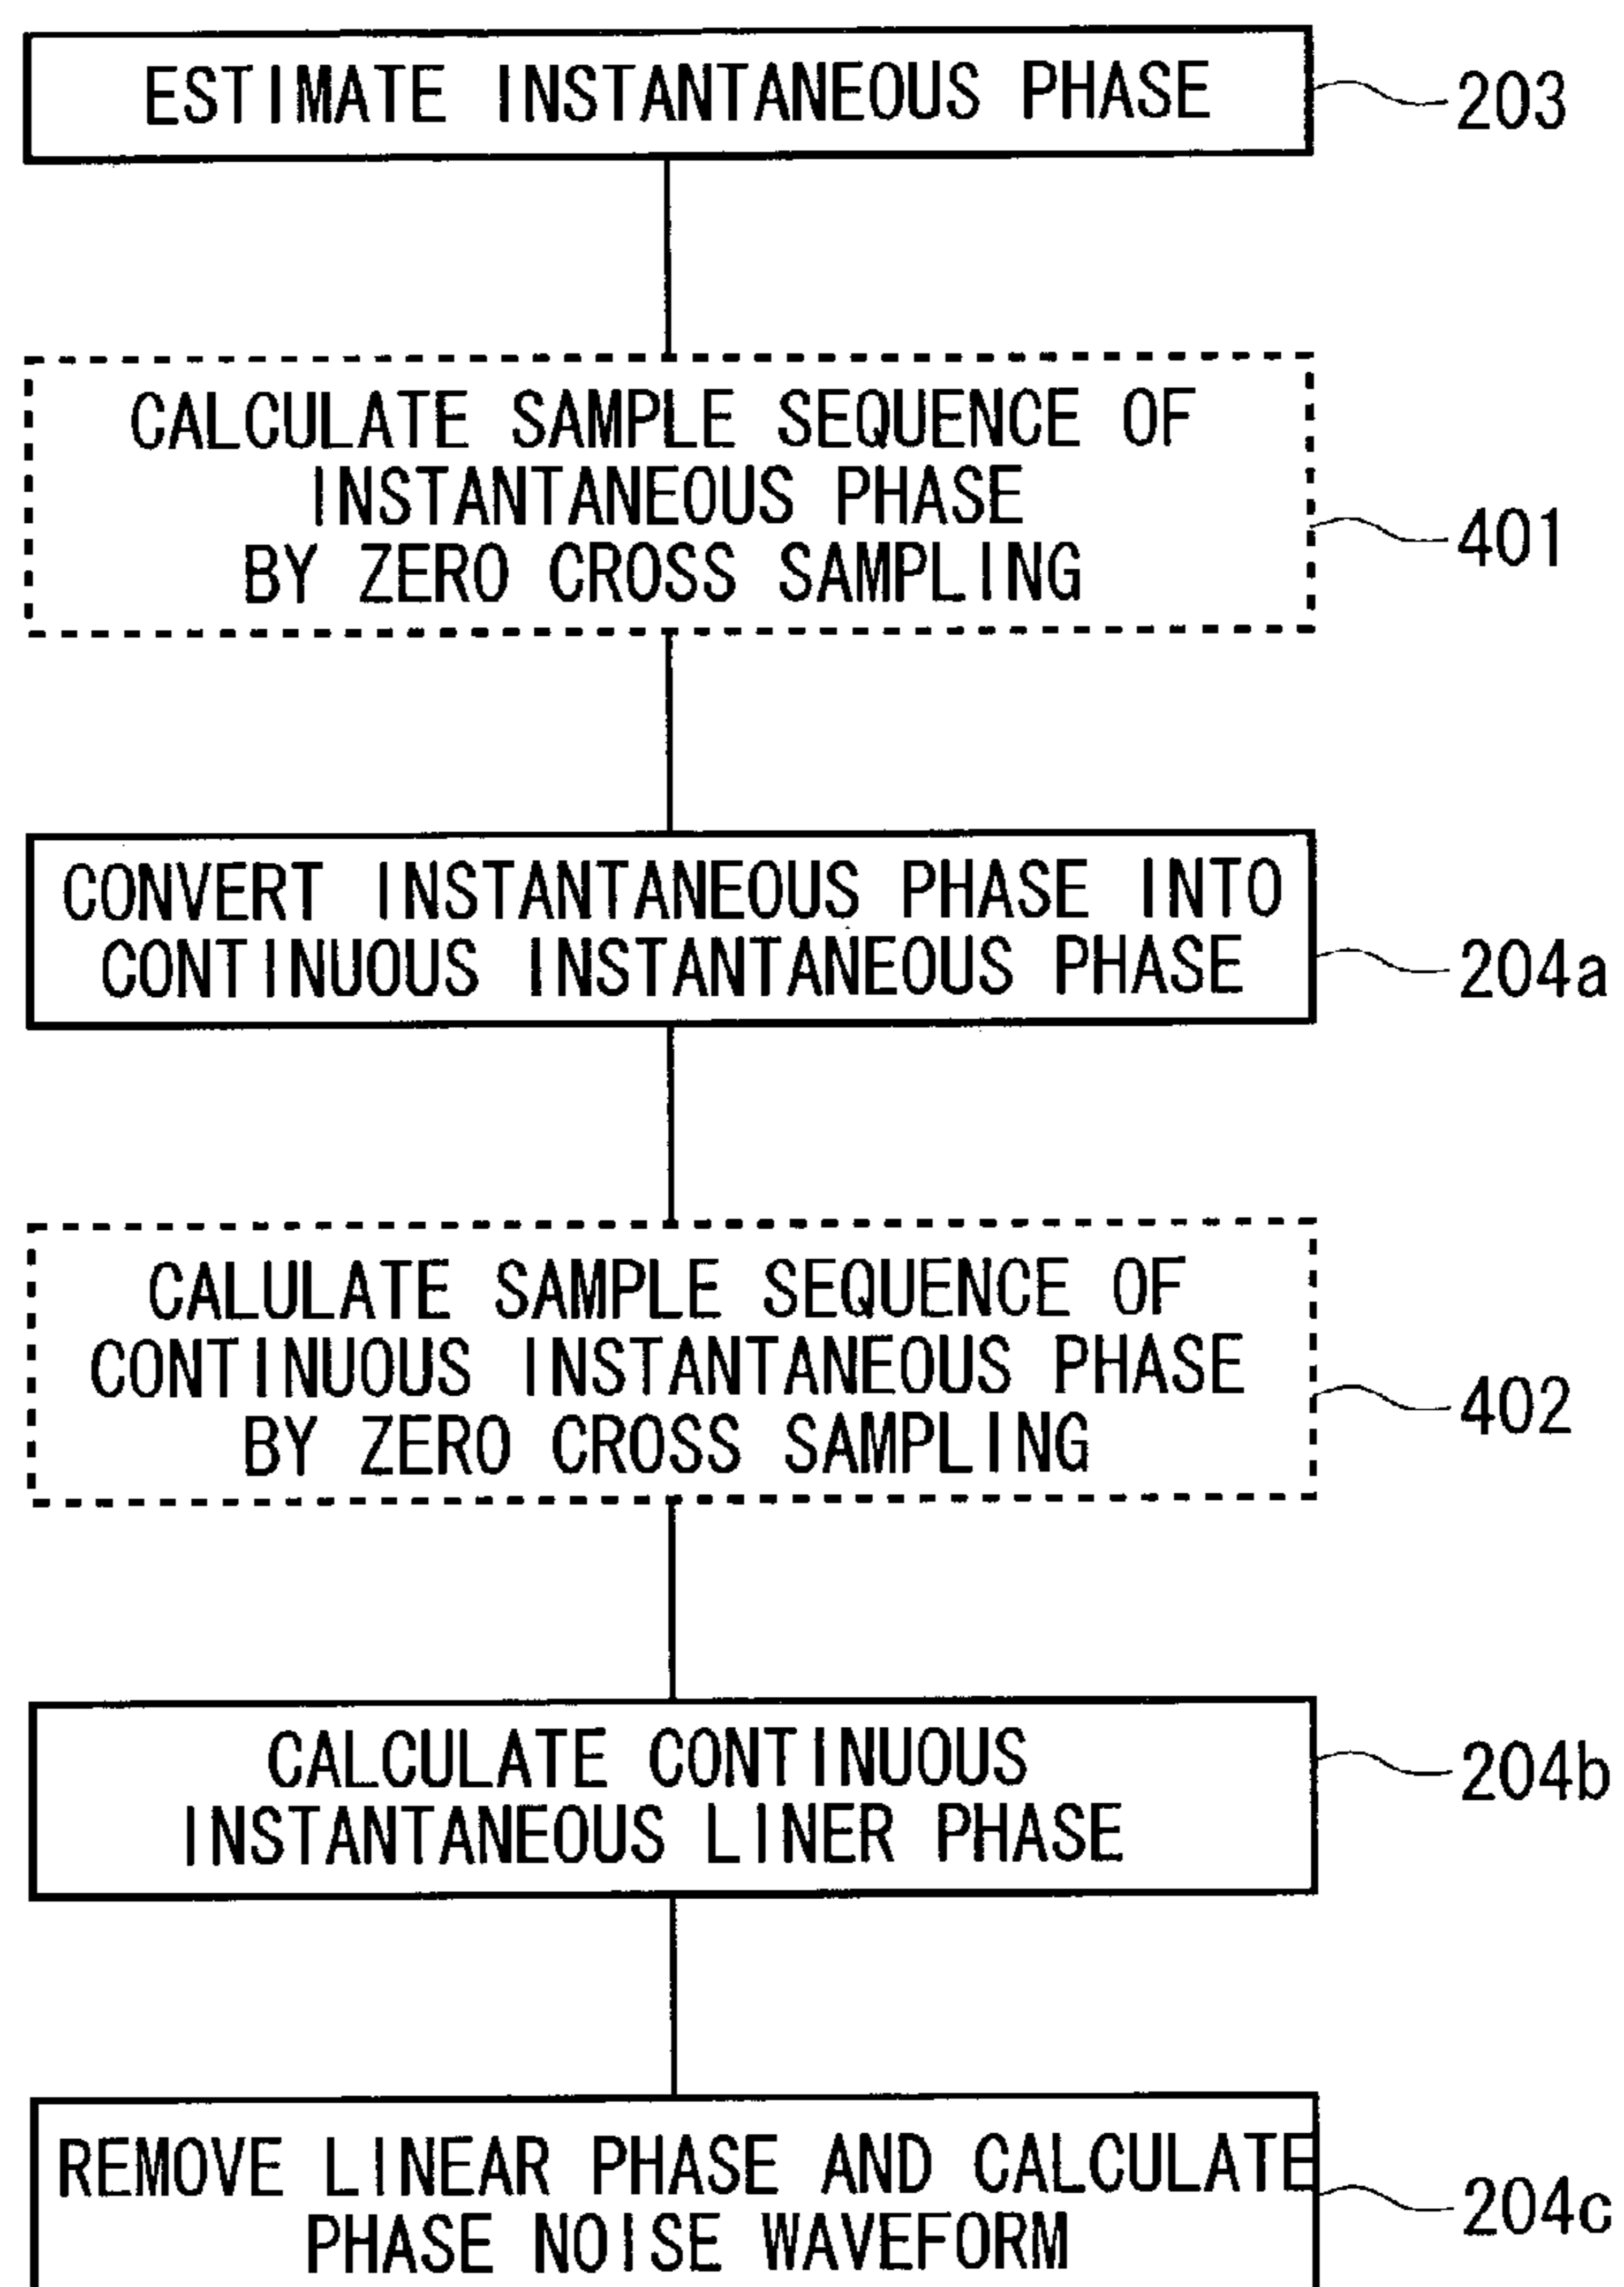 ESTIMATE INSTANTANEOUS PHASE
203
CALCULATE SAMPLE SEQUENCE OF
INSTANTANEOUS PHASE
BY ZERO CROSS SAMPLING
401
CONVERT INSTANTANEOUS PHASE INTO
CONTINUOUS INSTANTANEOUS PHASE
204a
CALULATE SAMPLE SEQUENCE OF
CONTINUOUS INSTANTANEOUS PHASE
BY ZERO CROSS SAMPLING
402
CALCULATE CONTINUOUS
INSTANTANEOUS LINER PHASE
204b
REMOVE LINEAR PHASE AND CALCULATE
PHASE NOISE WAVEFORM
204c